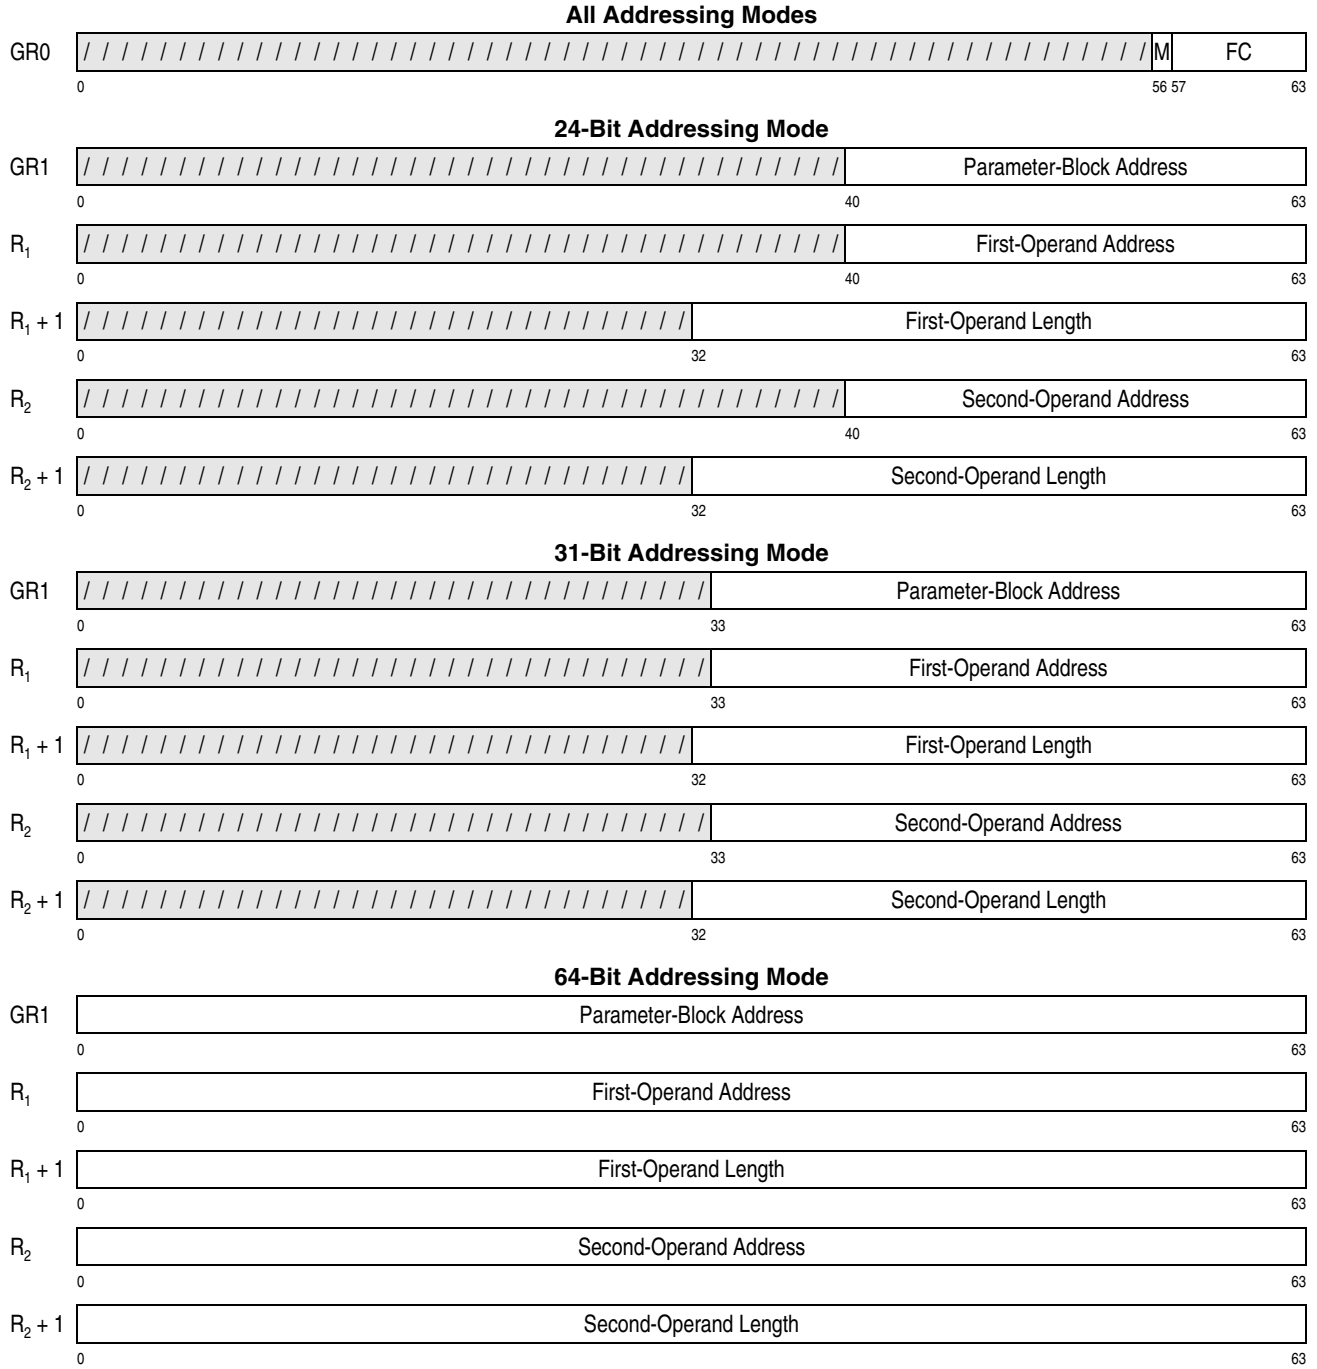 All Addressing Modes
GR0 / / / / / / / / / / / / / / / / / / / / / / / / / / / / / / / / / / / / / / / / / / / / / / / / / / / / / / / / M FC
0 56 57 63
24-Bit Addressing Mode
GR1 / / / / / / / / / / / / / / / / / / / / / / / / / / / / / / / / / / / / / / / / Parameter-Block Address
0 40 63
R1 / / / / / / / / / / / / / / / / / / / / / / / / / / / / / / / / / / / / / / / / First-Operand Address
0 40 63
R1 + 1 / / / / / / / / / / / / / / / / / / / / / / / / / / / / / / / / First-Operand Length
0 32 63
R2 / / / / / / / / / / / / / / / / / / / / / / / / / / / / / / / / / / / / / / / / Second-Operand Address
0 40 63
R2 + 1 / / / / / / / / / / / / / / / / / / / / / / / / / / / / / / / / Second-Operand Length
0 32 63
31-Bit Addressing Mode
GR1 / / / / / / / / / / / / / / / / / / / / / / / / / / / / / / / / / Parameter-Block Address
0 33 63
R1 / / / / / / / / / / / / / / / / / / / / / / / / / / / / / / / / / First-Operand Address
0 33 63
R1 + 1 / / / / / / / / / / / / / / / / / / / / / / / / / / / / / / / / First-Operand Length
0 32 63
R2 / / / / / / / / / / / / / / / / / / / / / / / / / / / / / / / / / Second-Operand Address
0 33 63
R2 + 1 / / / / / / / / / / / / / / / / / / / / / / / / / / / / / / / / Second-Operand Length
0 32 63
64-Bit Addressing Mode
GR1 Parameter-Block Address
0 63
R1 First-Operand Address
0 63
R1 + 1 First-Operand Length
0 63
R2 Second-Operand Address
0 63
R2 + 1 Second-Operand Length
0 63